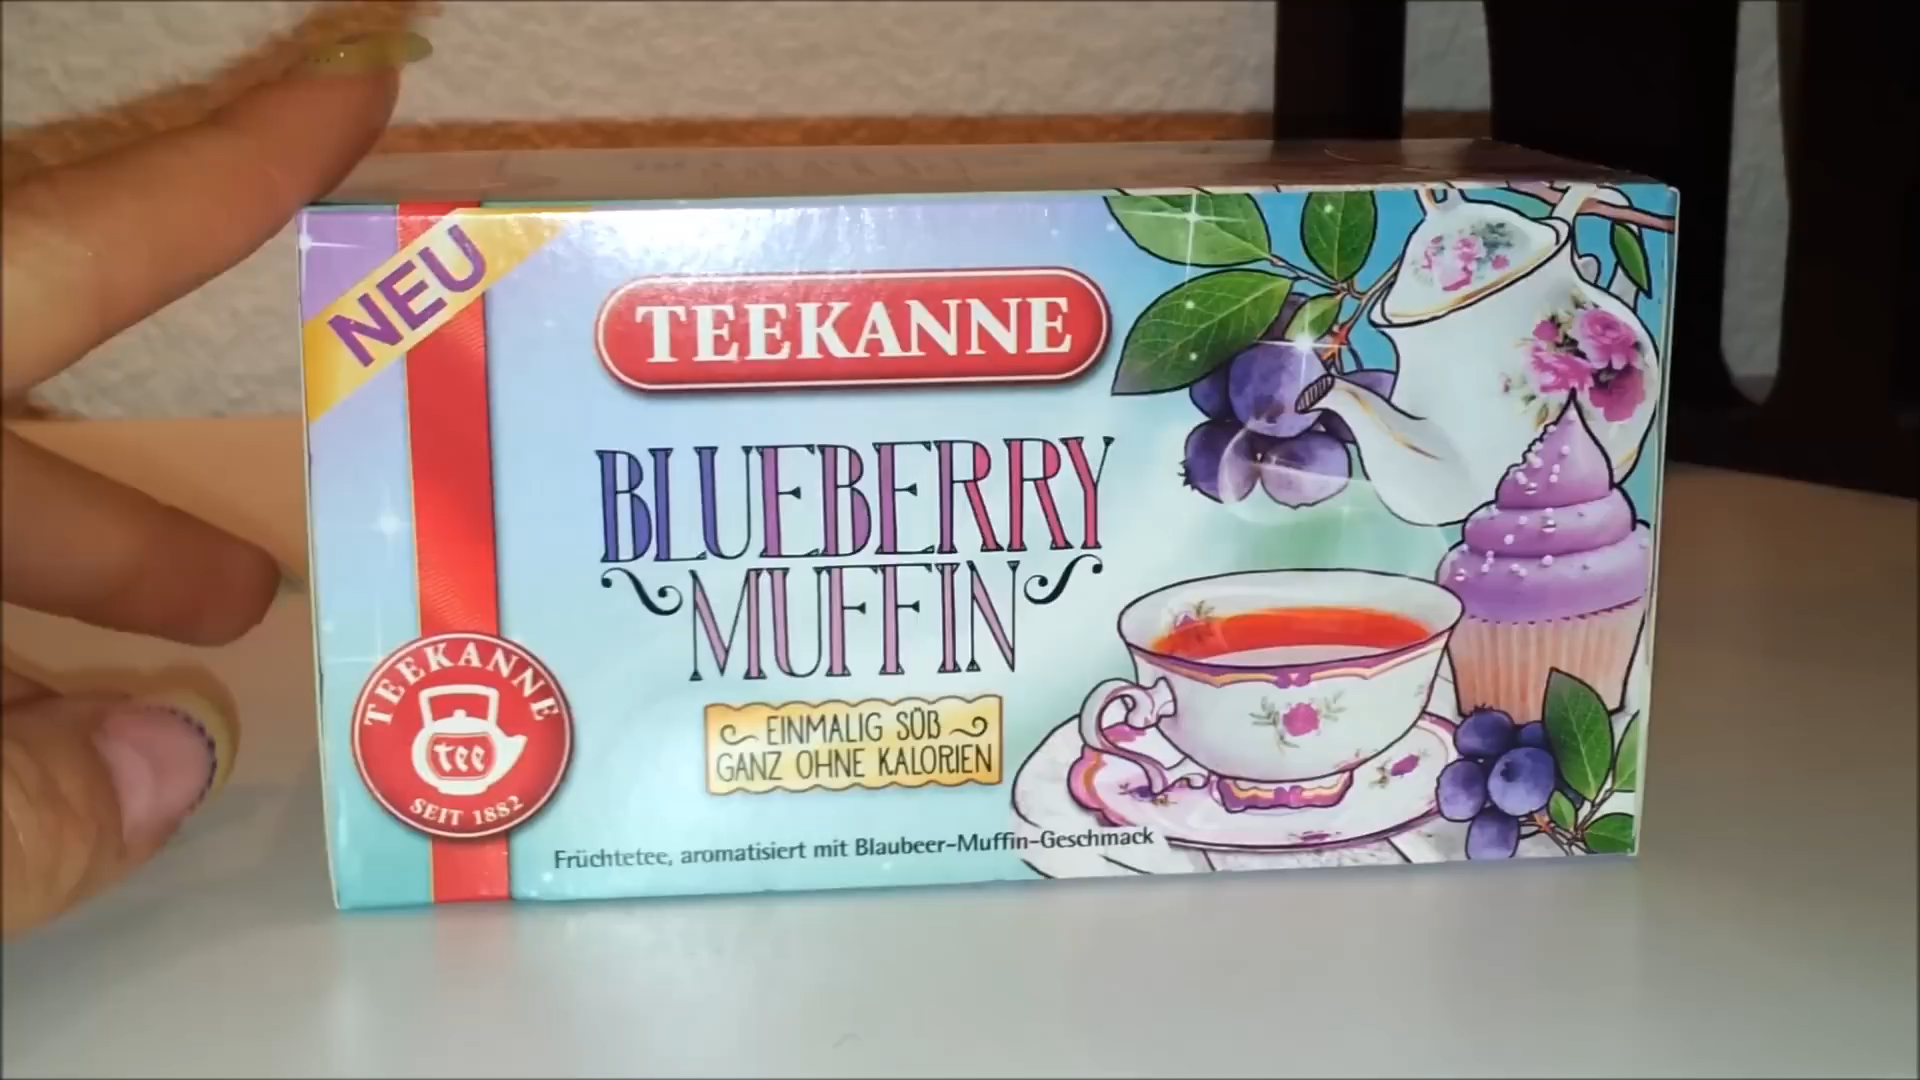 NEU
TEEKANNE
BLUEBERRY
MUFFIN
EINMALIG SÜß
GANZ OHNE KALORIEN
TEEKANNE
tee
SEIT 1882
Früchtetee, aromatisiert mit Blaubeer-Muffin-Geschmack